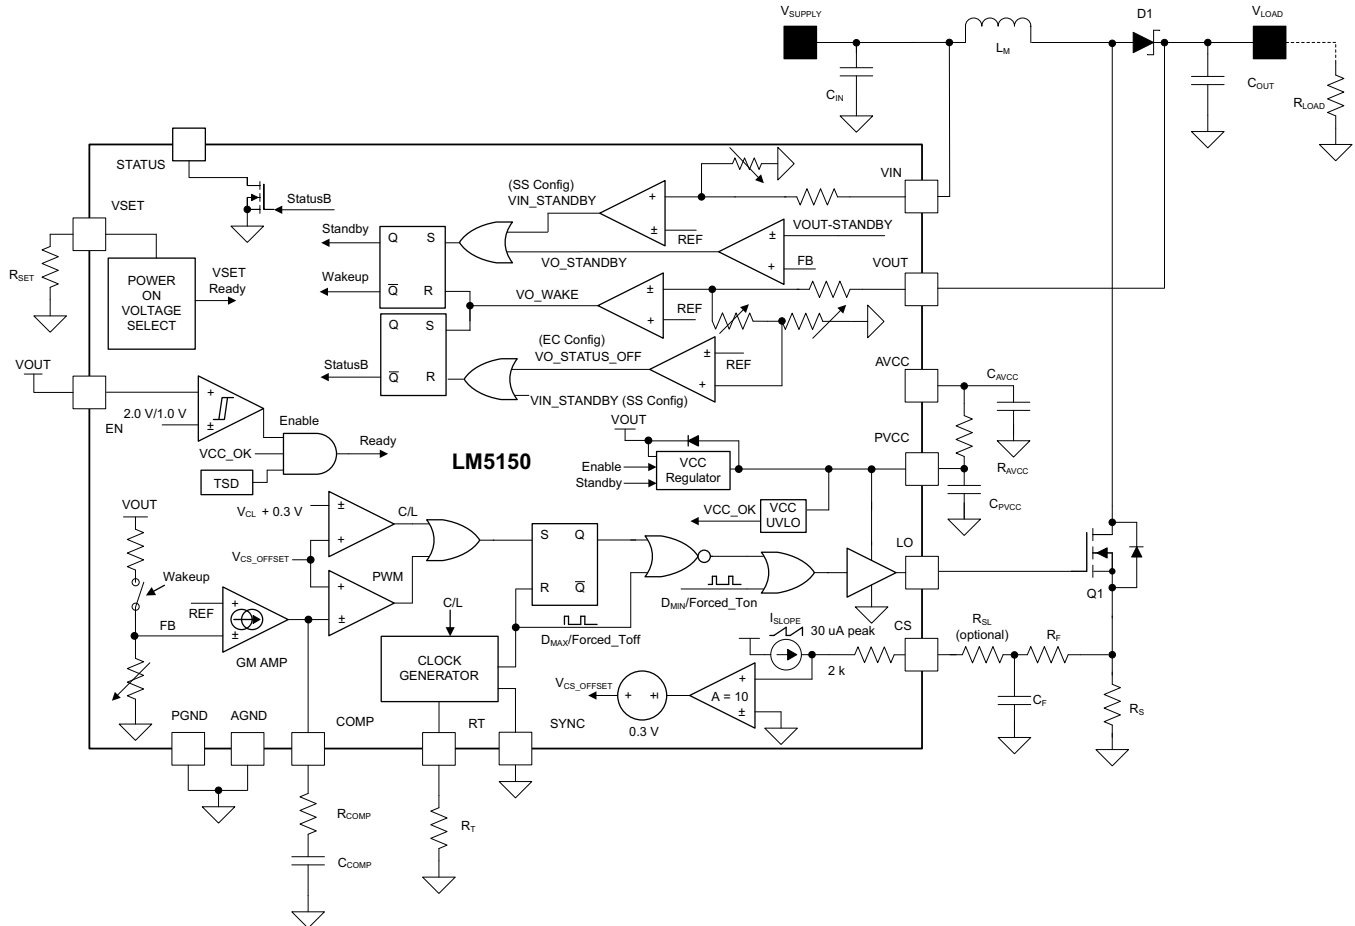 VSUPPLY
D1
VLOAD
LM
CIN
COUT
RLOAD
STATUS
VIN
(SS Config)
VIN_STANDBY
StatusB
+
±
REF
VSET
Standby
Q
S
VOUT-STANDBY
±
+
FB
VO_STANDBY
VOUT
RSET
POWER
ON
VOLTAGE
SELECT
VSET
Ready
Wakeup
Q
R
VO_WAKE
±
+
REF
Q
S
(EC Config)
VO_STATUS_OFF
±
REF
+
StatusB
Q
R
VIN_STANDBY (SS Config)
AVCC
CAVCC
VOUT
EN
+
2.0 V/1.0 V
±
Enable
VCC_OK
Ready
TSD
LM5150
VOUT
Enable
Standby
VCC
Regulator
PVCC
RAVCC
CPVCC
VCC_OK
VCC
UVLO
VCL + 0.3 V
±
+
C/L
VCS_OFFSET
+
±
PWM
S
Q
R
Q
LO
Q1
DMIN/Forced_Ton
DMAX/Forced_Toff
VOUT
Wakeup
REF
+
FB
±
GM AMP
C/L
CLOCK
GENERATOR
ISLOPE
30 uA peak
CS
2 k
RSL
(optional)
RF
CF
RS
VCS_OFFSET
+
±
0.3 V
+
A = 10
±
PGND
AGND
COMP
RT
SYNC
RCOMP
CCOMP
RT